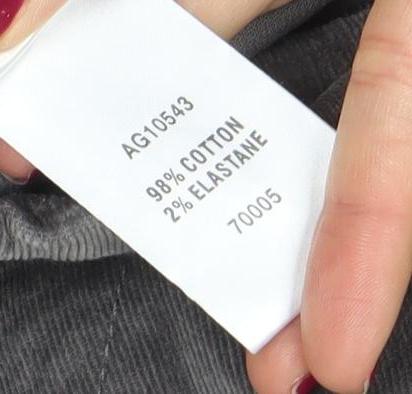 AG10543
98% COTTON
2% ELASTANE
70005